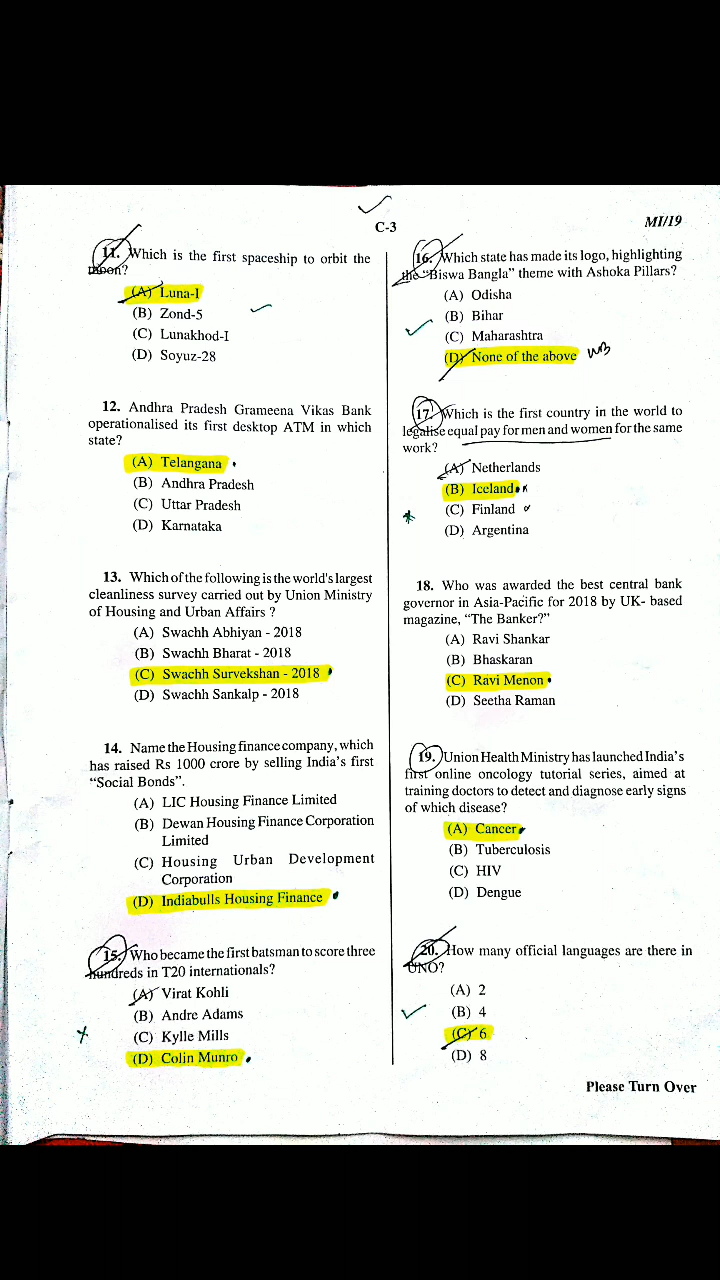 C-3
MI/19
11. Which is the first spaceship to orbit the
moon?
(A) Luna-I
(B) Zond-5
(C) Lunakhod-I
(D) Soyuz-28
12. Andhra Pradesh Grameena Vikas Bank
operationalised its first desktop ATM in which
state?
(A) Telangana
(B) Andhra Pradesh
(C) Uttar Pradesh
(D) Karnataka
13. Which of the following is the world's largest
cleanliness survey carried out by Union Ministry
of Housing and Urban Affairs ?
(A) Swachh Abhiyan - 2018
(B) Swachh Bharat - 2018
(C) Swachh Survekshan - 2018
(D) Swachh Sankalp - 2018
14. Name the Housing finance company, which
has raised Rs 1000 crore by selling India's first
“Social Bonds”.
(A) LIC Housing Finance Limited
(B) Dewan Housing Finance Corporation
Limited
(C) Housing Urban Development
Corporation
(D) Indiabulls Housing Finance
15. Who became the first batsman to score three
hundreds in T20 internationals?
(A) Virat Kohli
(B) Andre Adams
(C) Kylle Mills
(D) Colin Munro
16. Which state has made its logo, highlighting
the “Biswa Bangla” theme with Ashoka Pillars?
(A) Odisha
(B) Bihar
(C) Maharashtra
(D) None of the above WB
17. Which is the first country in the world to
legalise equal pay for men and women for the same
work?
(A) Netherlands
(B) Iceland
(C) Finland
(D) Argentina
18. Who was awarded the best central bank
governor in Asia-Pacific for 2018 by UK- based
magazine, “The Banker?”
(A) Ravi Shankar
(B) Bhaskaran
(C) Ravi Menon
(D) Seetha Raman
19. Union Health Ministry has launched India's
first online oncology tutorial series, aimed at
training doctors to detect and diagnose early signs
of which disease?
(A) Cancer
(B) Tuberculosis
(C) HIV
(D) Dengue
20. How many official languages are there in
UNO?
(A) 2
(B) 4
(C) 6
(D) 8
Please Turn Over